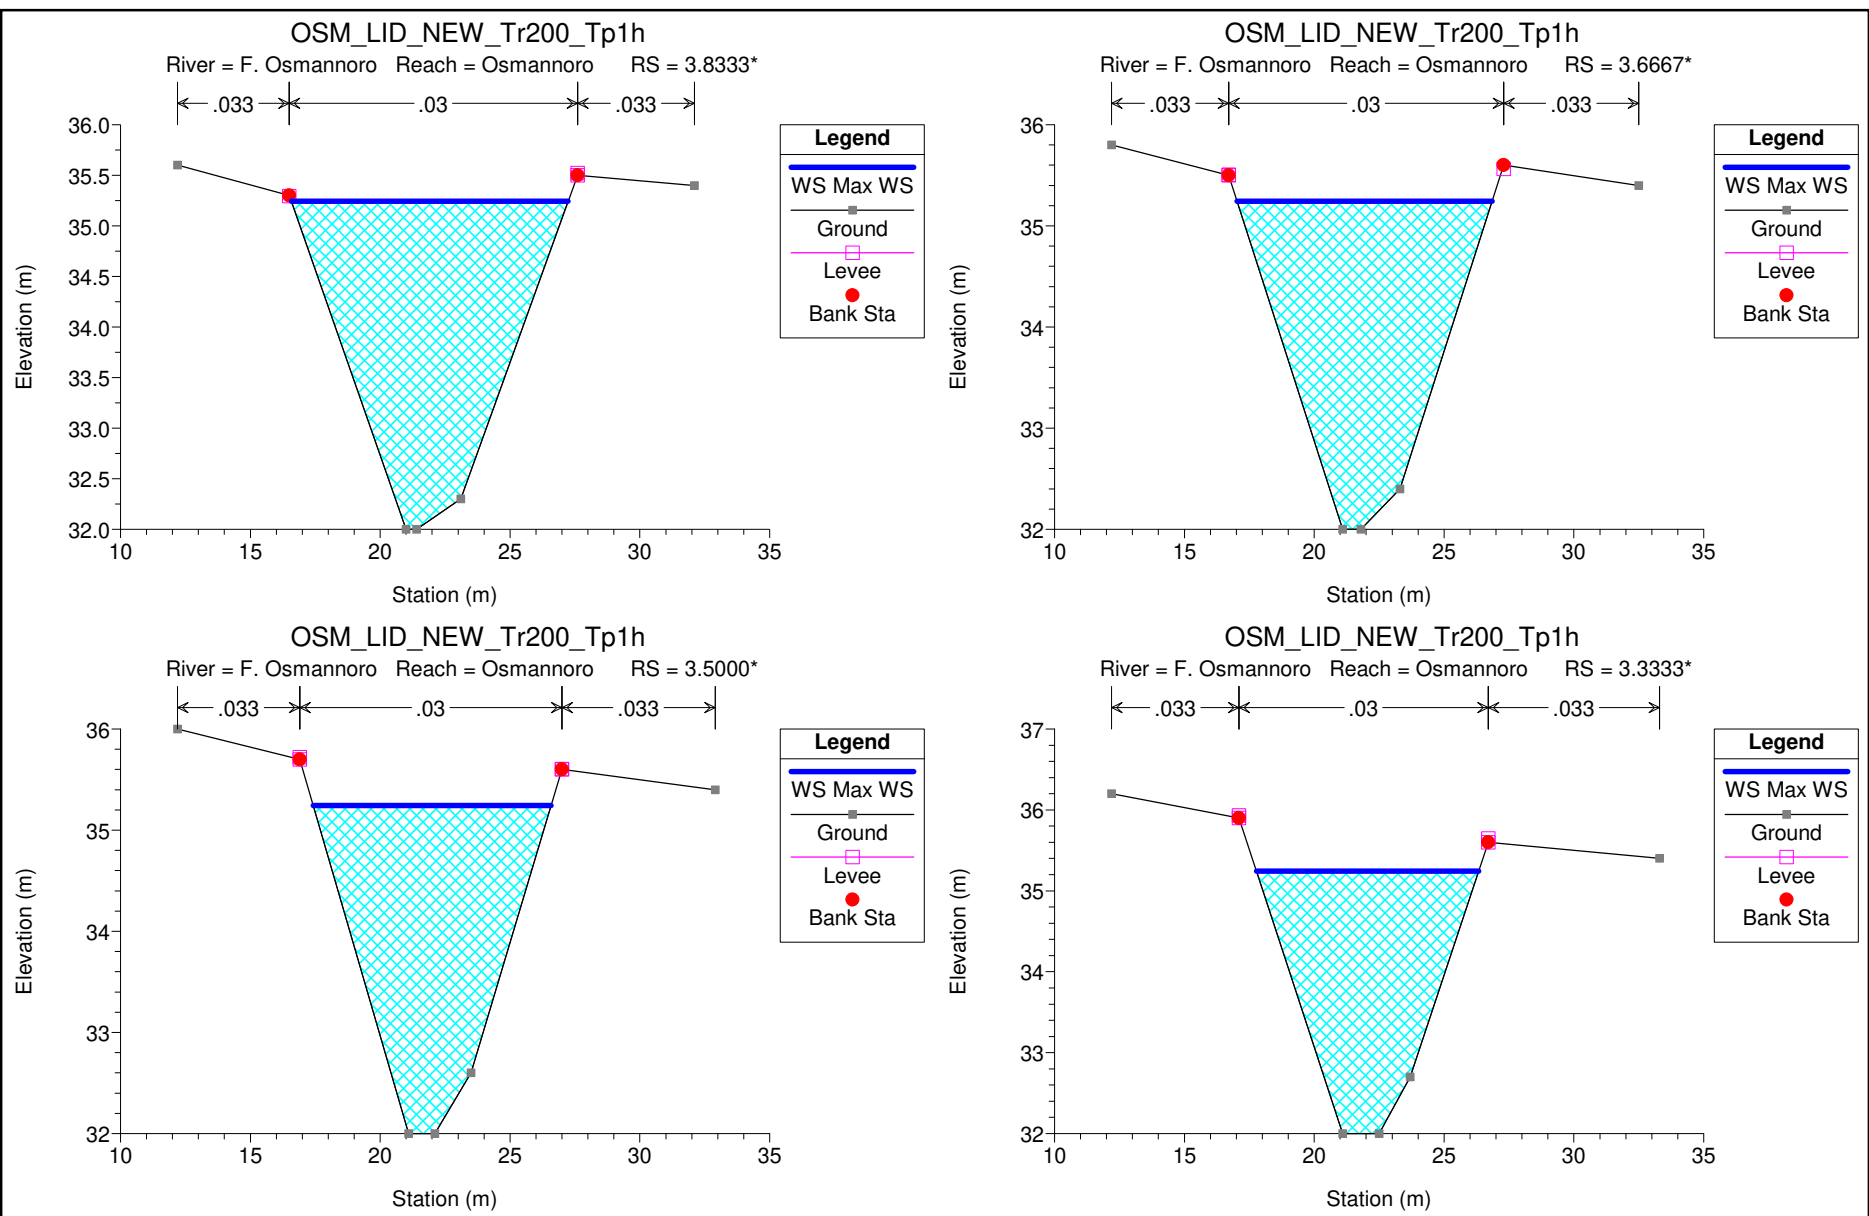 OSM_LID_NEW_Tr200_Tp1h
River = F. Osmannoro Reach = Osmannoro RS = 3.8333*
.033 .03 .033
36.0
35.5
35.0
34.5
34.0
33.5
33.0
32.5
32.0
Elevation (m)
10 15 20 25 30 35
Station (m)
Legend
WS Max WS
Ground
Levee
Bank Sta
OSM_LID_NEW_Tr200_Tp1h
River = F. Osmannoro Reach = Osmannoro RS = 3.6667*
.033 .03 .033
36
35
34
33
32
Elevation (m)
10 15 20 25 30 35
Station (m)
Legend
WS Max WS
Ground
Levee
Bank Sta
OSM_LID_NEW_Tr200_Tp1h
River = F. Osmannoro Reach = Osmannoro RS = 3.5000*
.033 .03 .033
36
35
34
33
32
Elevation (m)
10 15 20 25 30 35
Station (m)
Legend
WS Max WS
Ground
Levee
Bank Sta
OSM_LID_NEW_Tr200_Tp1h
River = F. Osmannoro Reach = Osmannoro RS = 3.3333*
.033 .03 .033
37
36
35
34
33
32
Elevation (m)
10 15 20 25 30 35
Station (m)
Legend
WS Max WS
Ground
Levee
Bank Sta